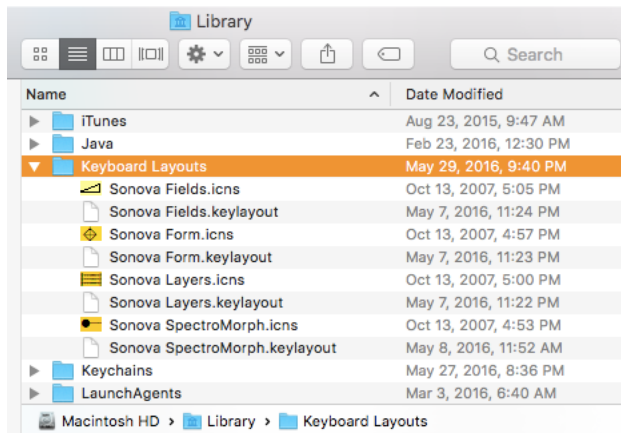 Library
Search
Name Date Modified
iTunes Aug 23, 2015, 9:47 AM
Java Feb 23, 2016, 12:30 PM
Keyboard Layouts May 29, 2016, 9:40 PM
Sonova Fields.icns Oct 13, 2007, 5:05 PM
Sonova Fields.keylayout May 7, 2016, 11:24 PM
Sonova Form.icns Oct 13, 2007, 4:57 PM
Sonova Form.keylayout May 7, 2016, 11:23 PM
Sonova Layers.icns Oct 13, 2007, 5:00 PM
Sonova Layers.keylayout May 7, 2016, 11:22 PM
Sonova SpectroMorph.icns Oct 13, 2007, 4:53 PM
Sonova SpectroMorph.keylayout May 8, 2016, 11:52 AM
Keychains May 27, 2016, 8:36 PM
LaunchAgents Mar 3, 2016, 6:40 AM
Macintosh HD › Library › Keyboard Layouts